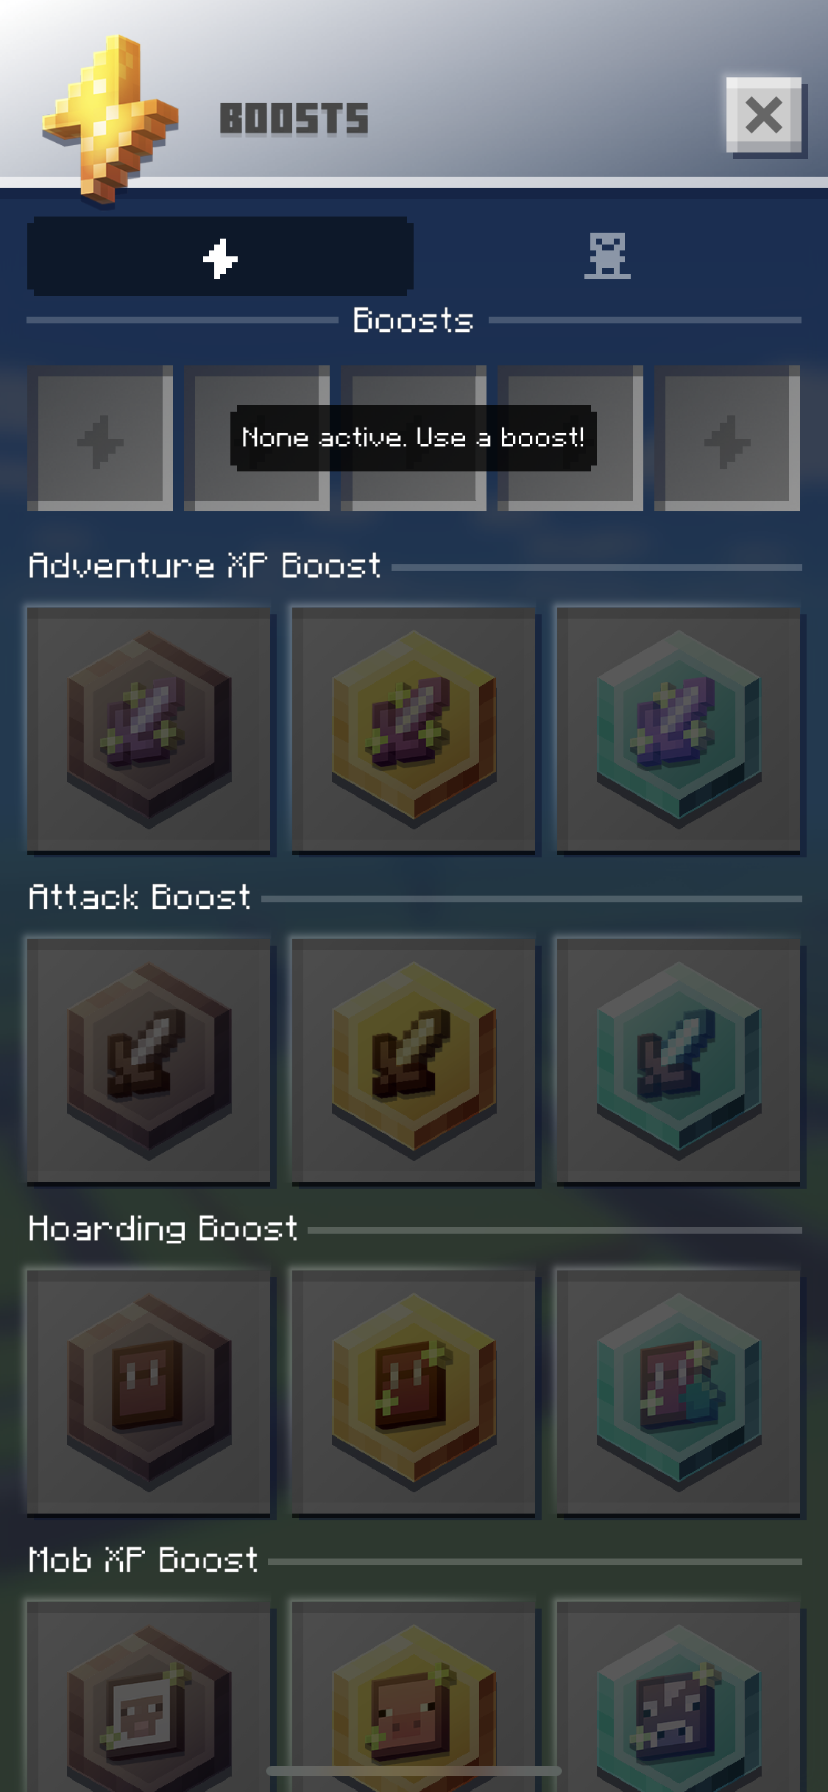 BOOSTS
Boosts
None active. Use a boost!
Adventure XP Boost
Attack Boost
Hoarding Boost
Mob XP Boost